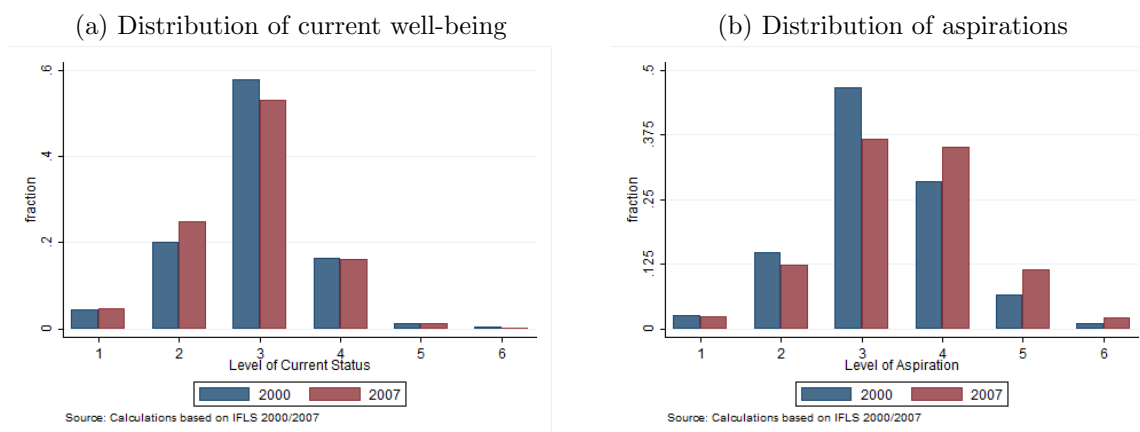 (a) Distribution of current well-being
.6
.4
.2
0
fraction
1 2 3 4 5 6
Level of Current Status
2000 2007
Source: Calculations based on IFLS 2000/2007
(b) Distribution of aspirations
.5
.375
.25
.125
0
fraction
1 2 3 4 5 6
Level of Aspiration
2000 2007
Source: Calculations based on IFLS 2000/2007